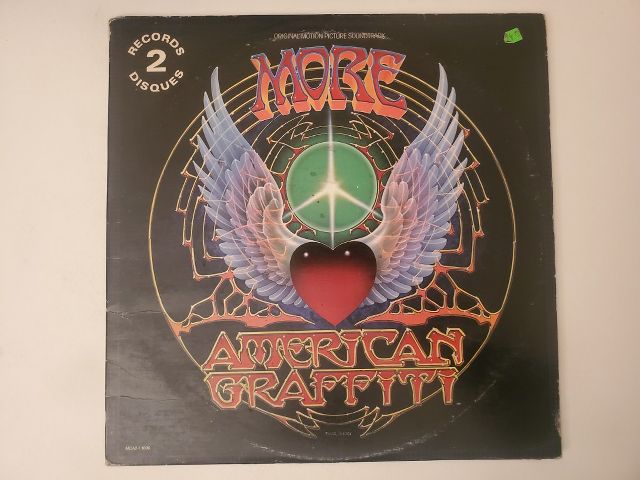 RECORDS
2
DISQUES
ORIGINAL MOTION PICTURE SOUNDTRACK
MORE
AMERICAN
GRAFFITI